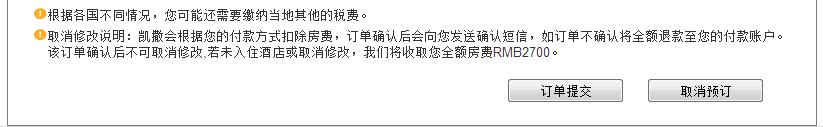 根据各国不同情况，您可能还需要缴纳当地其他的税费。
取消修改说明：凯撒会根据您的付款方式扣除房费，订单确认后会向您发送确认短信，如订单不确认将全额退款至您的付款账户。
该订单确认后不可取消修改,若未入住酒店或取消修改，我们将收取您全额房费RMB2700。
订单提交 取消预订